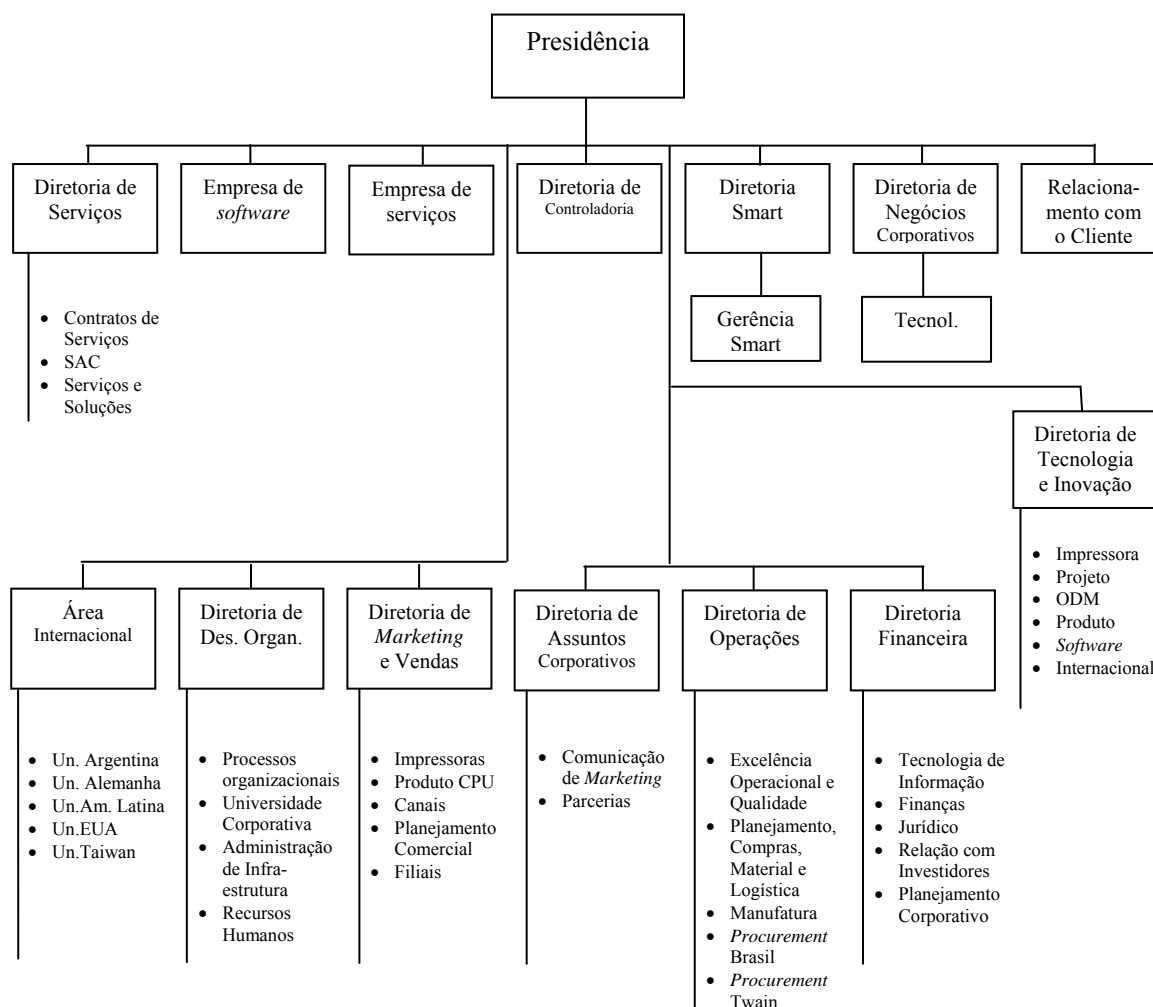 Presidência
Diretoria de
Serviços
Empresa de
software
Empresa de
serviços
Diretoria de
Controladoria
Diretoria
Smart
Diretoria de
Negócios
Corporativos
Relaciona-
mento com
o Cliente
• Contratos de
Serviços
• SAC
• Serviços e
Soluções
Gerência
Smart
Tecnol.
Diretoria de
Tecnologia
e Inovação
• Impressora
• Projeto
• ODM
• Produto
• Software
• Internacional
Área
Internacional
Diretoria de
Des. Organ.
Diretoria de
Marketing
e Vendas
Diretoria de
Assuntos
Corporativos
Diretoria de
Operações
Diretoria
Financeira
• Un. Argentina
• Un. Alemanha
• Un.Am. Latina
• Un.EUA
• Un.Taiwan
• Processos
organizacionais
• Universidade
Corporativa
• Administração
de Infra-
estrutura
• Recursos
Humanos
• Impressoras
• Produto CPU
• Canais
• Planejamento
Comercial
• Filiais
• Comunicação
de Marketing
• Parcerias
• Excelência
Operacional e
Qualidade
• Planejamento,
Compras,
Material e
Logística
• Manufatura
• Procurement
Brasil
• Procurement
Twain
• Tecnologia de
Informação
• Finanças
• Jurídico
• Relação com
Investidores
• Planejamento
Corporativo